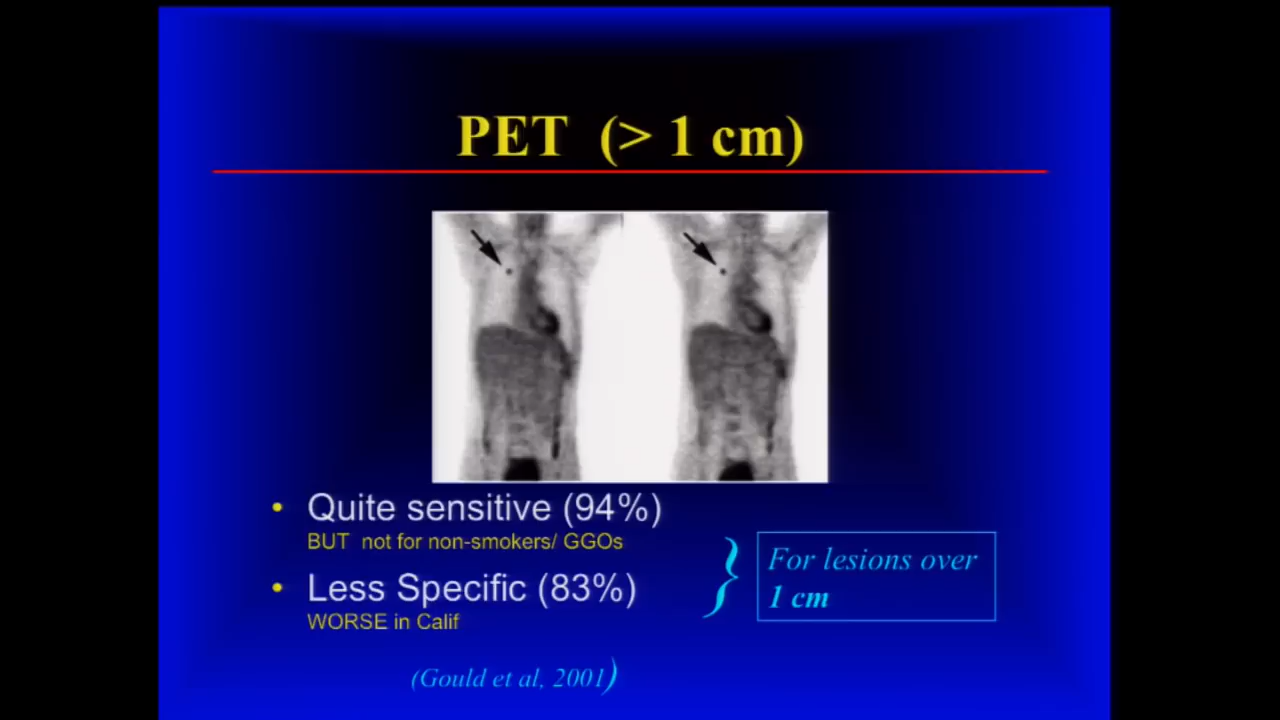 PET (> 1 cm)
• Quite sensitive (94%)
BUT not for non-smokers/ GGOs
• Less Specific (83%)
WORSE in Calif
} For lesions over
1 cm
(Gould et al, 2001)